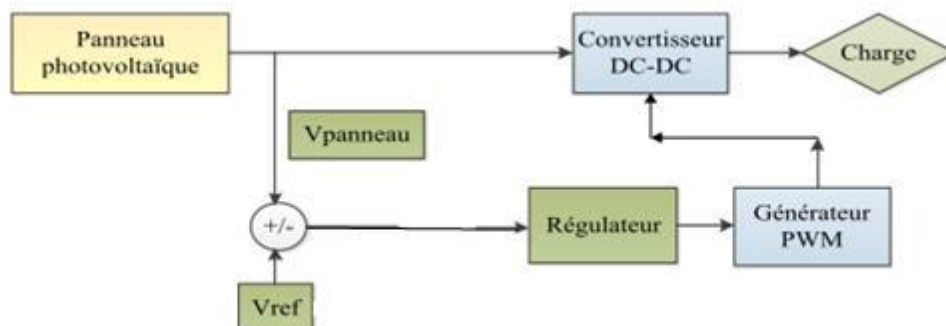 Panneau
photovoltaïque
Convertisseur
DC-DC
Charge
Vpanneau
+/-
Régulateur
Générateur
PWM
Vref